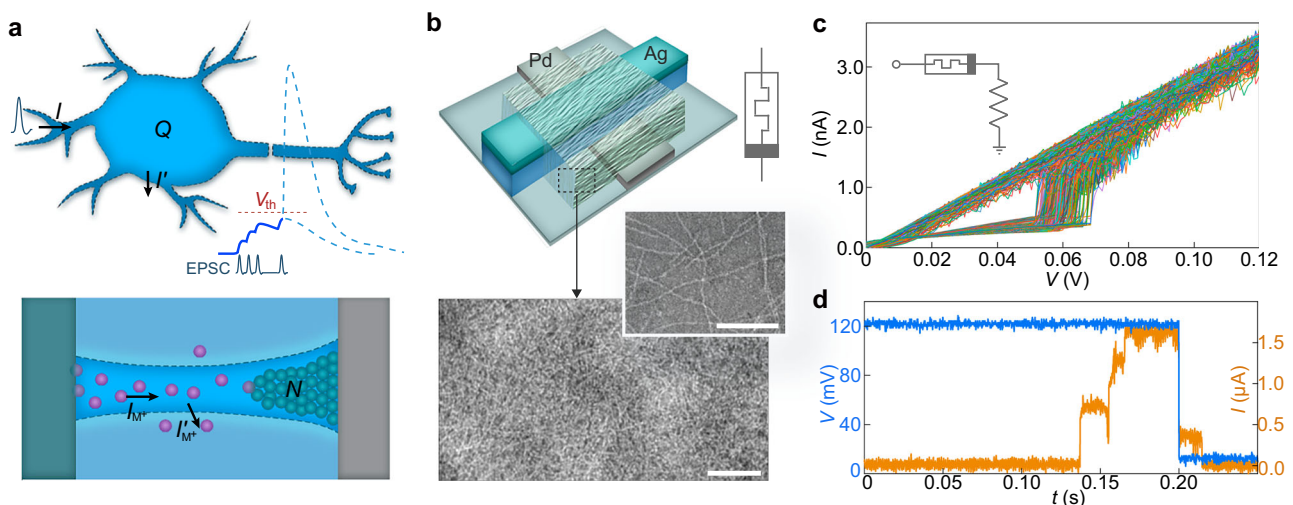 a
I
Q
I'
V_th
EPSC
N
I_M+
I'_M+
b
Pd
Ag
c
I (nA)
3.0
2.0
1.0
0.0
0
0.02
0.04
0.06
0.08
0.10
0.12
V (V)
d
V (mV)
120
80
40
0
I (µA)
1.5
1.0
0.5
0.0
0
0.05
0.10
0.15
0.20
t (s)